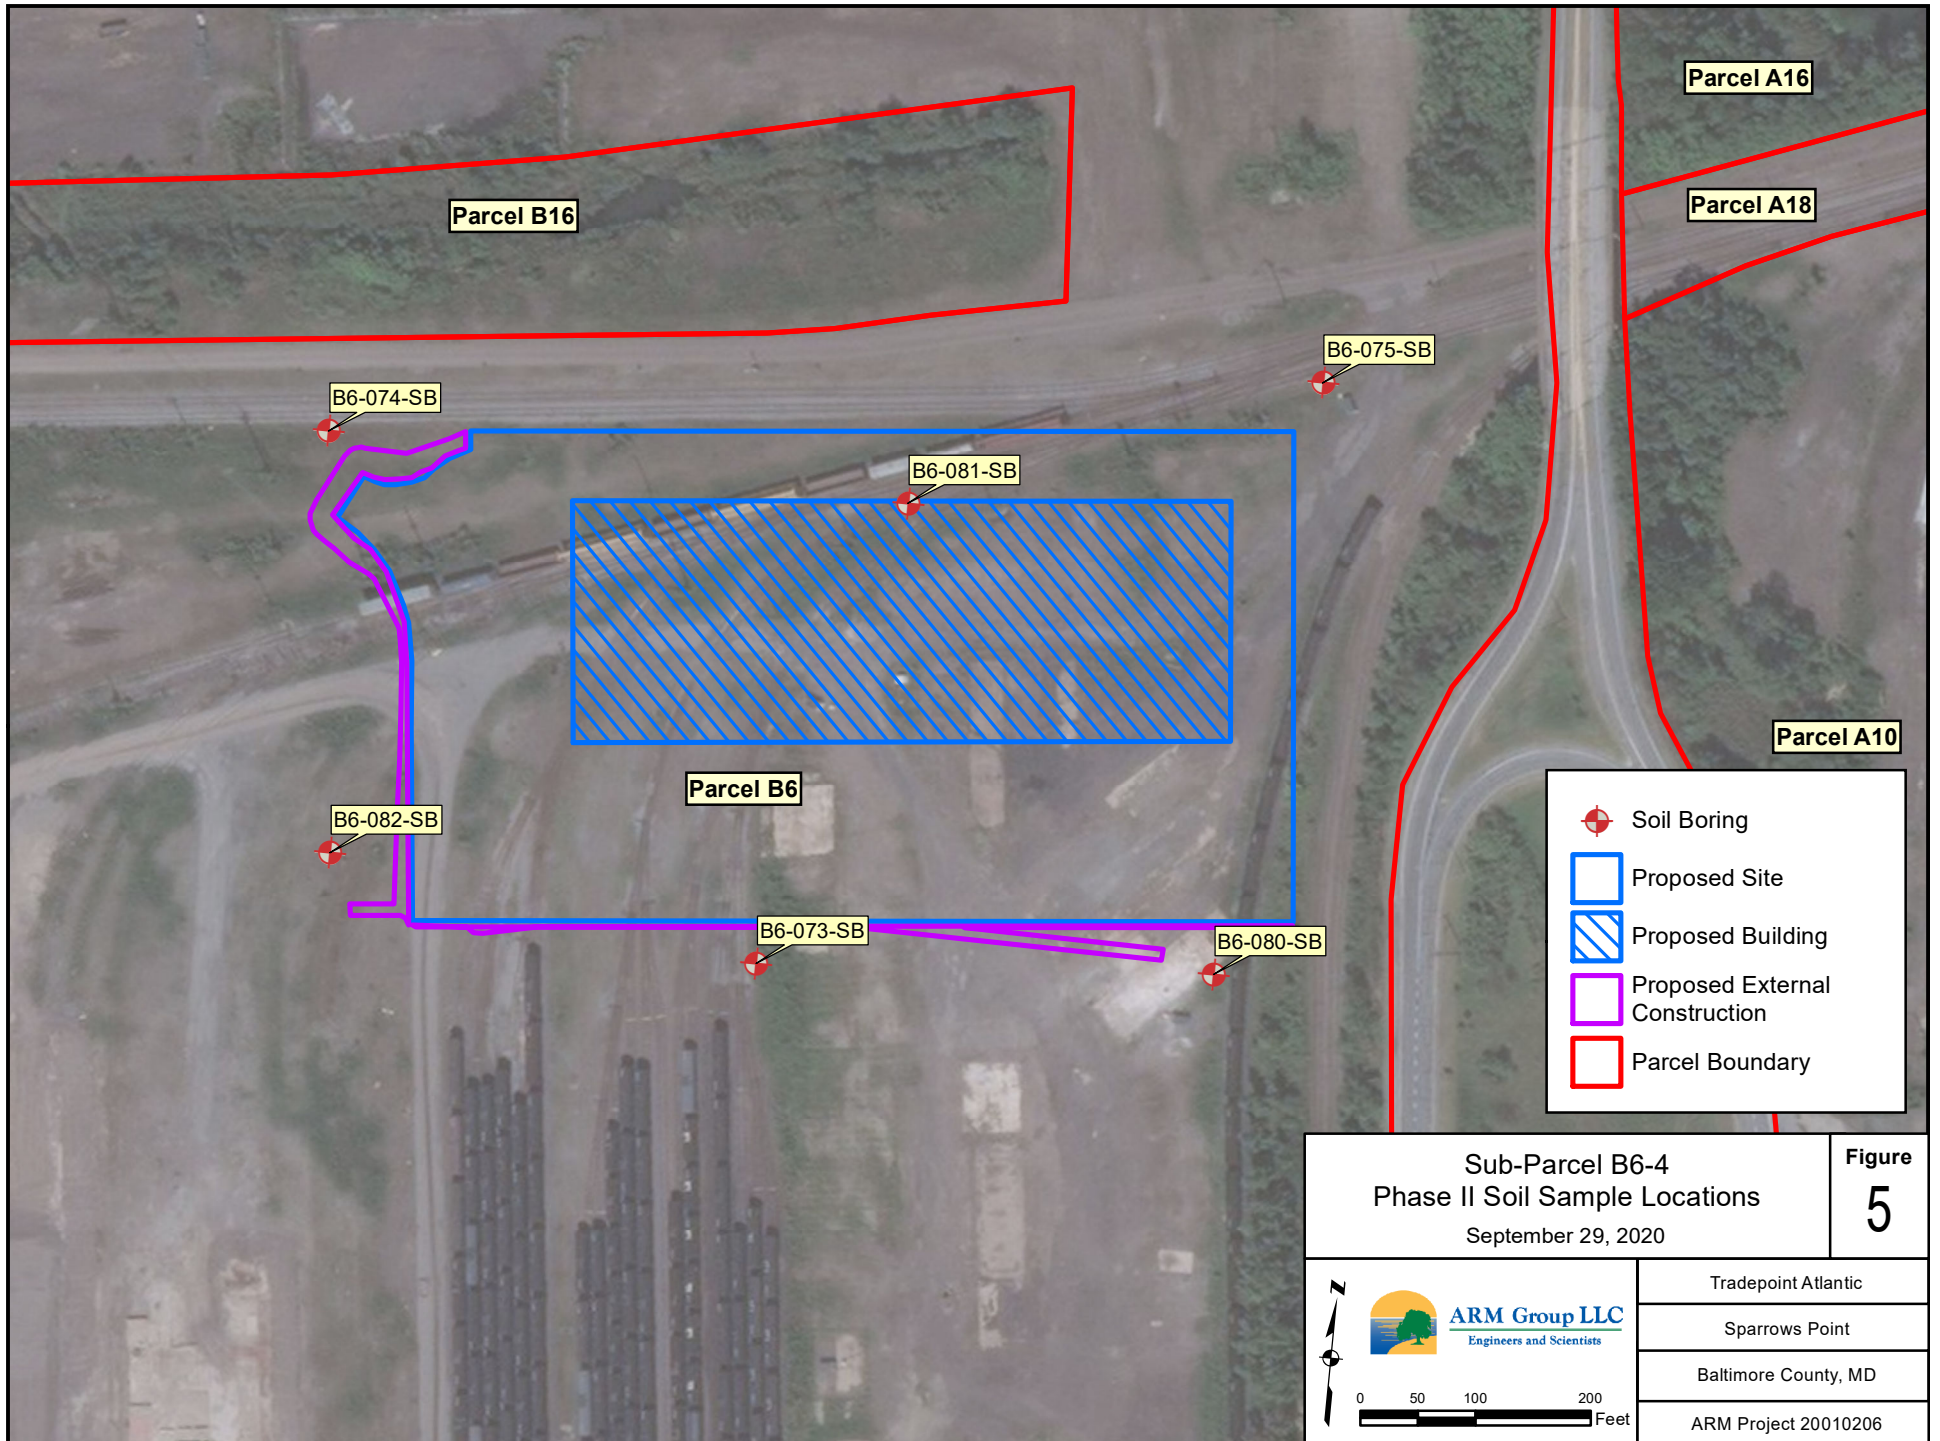 Parcel A16
Parcel A18
Parcel B16
B6-075-SB
B6-074-SB
B6-081-SB
Parcel A10
Parcel B6
B6-082-SB
B6-073-SB
B6-080-SB
Soil Boring
Proposed Site
Proposed Building
Proposed External
Construction
Parcel Boundary
Sub-Parcel B6-4
Phase II Soil Sample Locations
September 29, 2020
Figure
5
N
ARM Group LLC
Engineers and Scientists
0 50 100 200
Feet
Tradepoint Atlantic
Sparrows Point
Baltimore County, MD
ARM Project 20010206